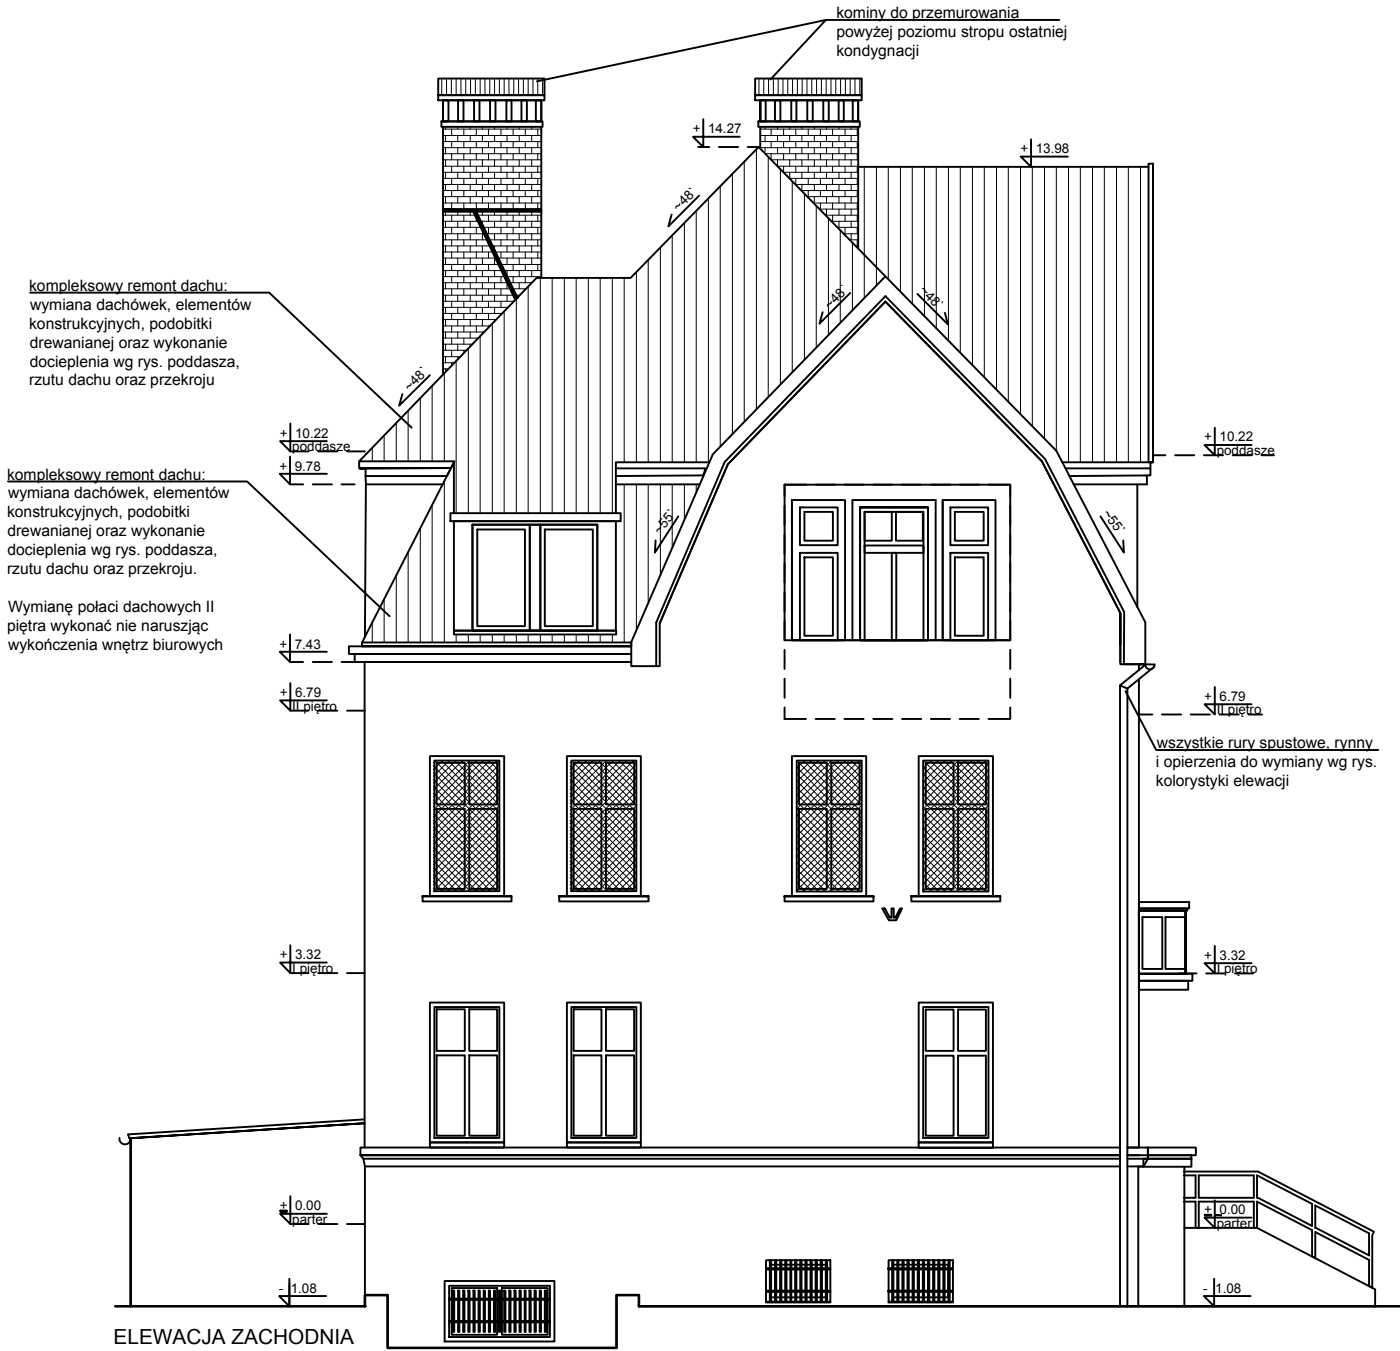 kominy do przemurowania
powyżej poziomu stropu ostatniej
kondygnacji
+ 14.27
+ 13.98
~48°
kompleksowy remont dachu:
wymiana dachówek, elementów
konstrukcyjnych, podobitki
drewanianej oraz wykonanie
docieplenia wg rys. poddasza,
rzutu dachu oraz przekroju
~48°
~48°
~48°
+ 10.22
poddasze
+ 10.22
poddasze
+ 9.78
kompleksowy remont dachu:
wymiana dachówek, elementów
konstrukcyjnych, podobitki
drewanianej oraz wykonanie
docieplenia wg rys. poddasza,
rzutu dachu oraz przekroju.
Wymianę połaci dachowych II
piętra wykonać nie narusząc
wykończenia wnętrz biurowych
~55°
~55°
+ 7.43
+ 6.79
II piętro
+ 6.79
II piętro
wszystkie rury spustowe, rynny
i opierzenia do wymiany wg rys.
kolorystyki elewacji
+ 3.32
I piętro
+ 3.32
I piętro
± 0.00
parter
± 0.00
parter
- 1.08
- 1.08
ELEWACJA ZACHODNIA